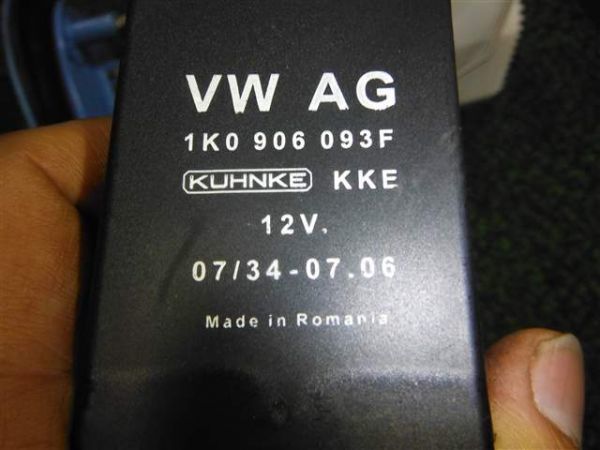 VW AG
1K0 906 093F
KUHNKE KKE
12V.
07/34-07.06
Made in Romania